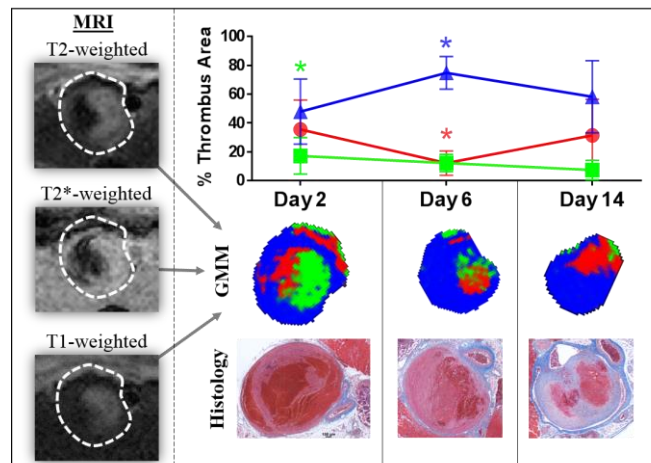 MRI
T2-weighted
T2*-weighted
T1-weighted
% Thrombus Area
100
80
60
40
20
0
*
*
*
Day 2
Day 6
Day 14
GMM
Histology